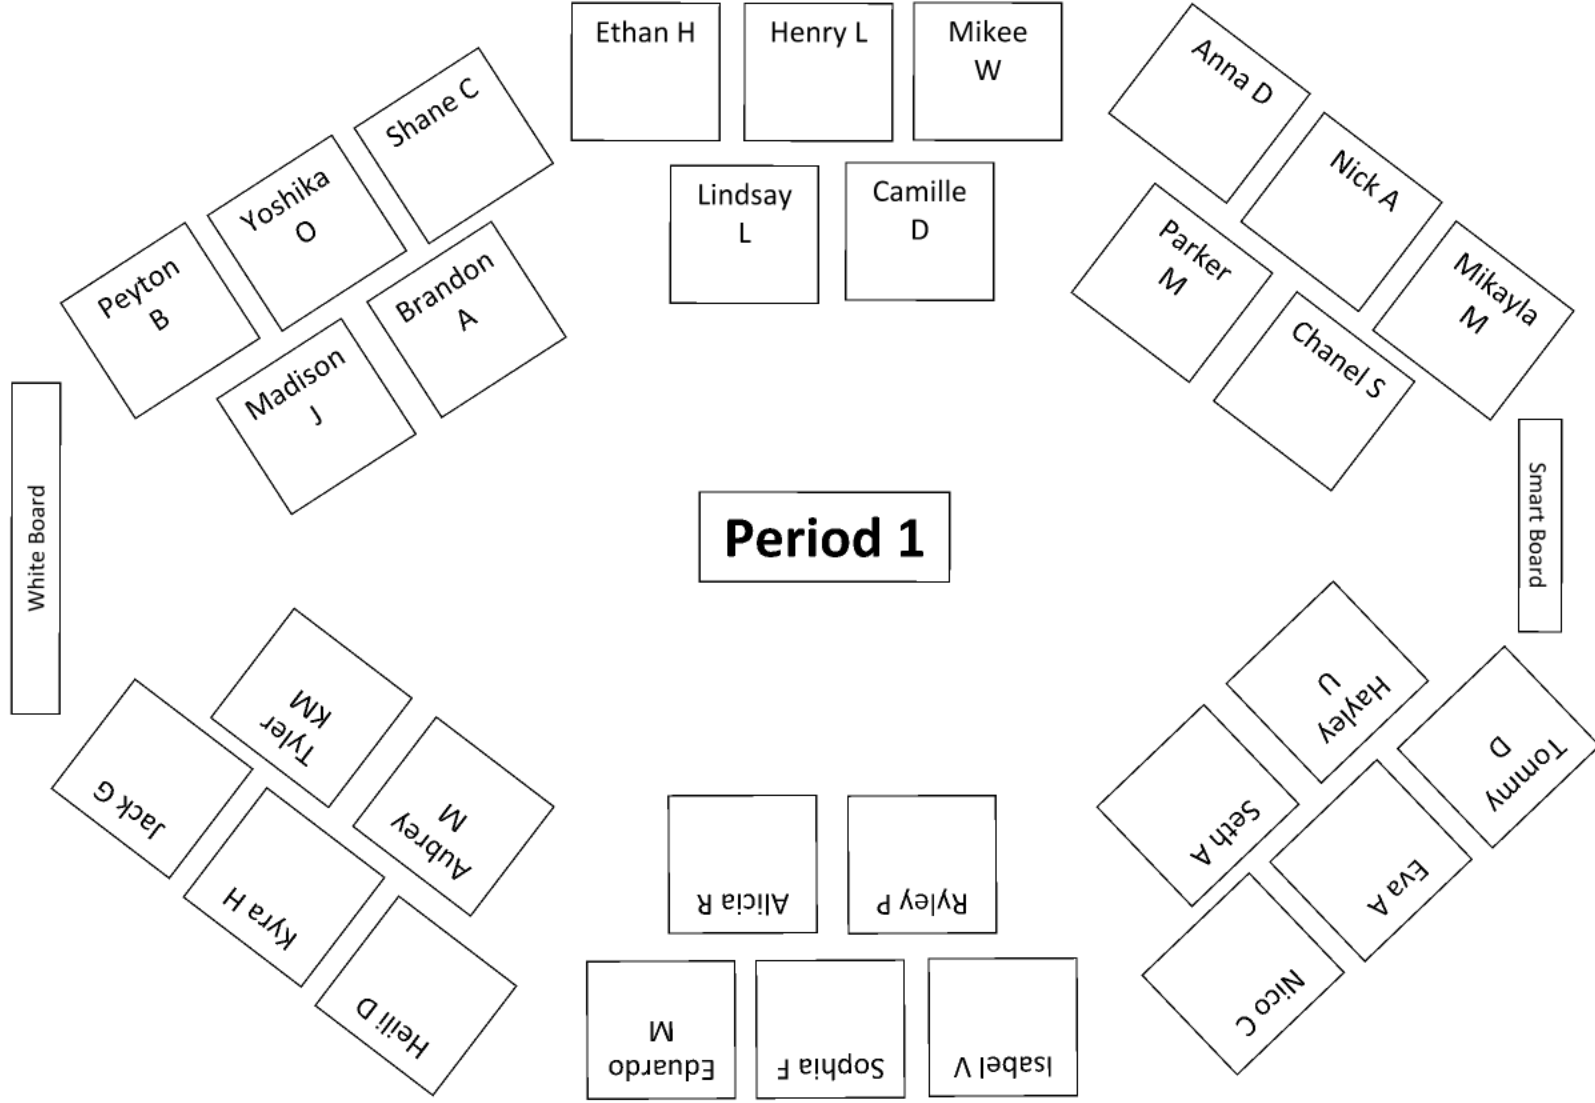 Ethan H
Henry L
Mikee
W
Anna D
Shane C
Nick A
Yoshika
O
Lindsay
L
Camille
D
Parker
M
Mikayla
M
Peyton
B
Brandon
A
Chanel S
Madison
J
White Board
Period 1
Smart Board
Tyler
KM
Hayley
U
Tommy
D
Jack G
Aubrey
M
Seth A
Eva A
Kyra H
Alicia R
Ryley P
Heili D
Nico C
Eduardo
M
Sophia F
Isabel V